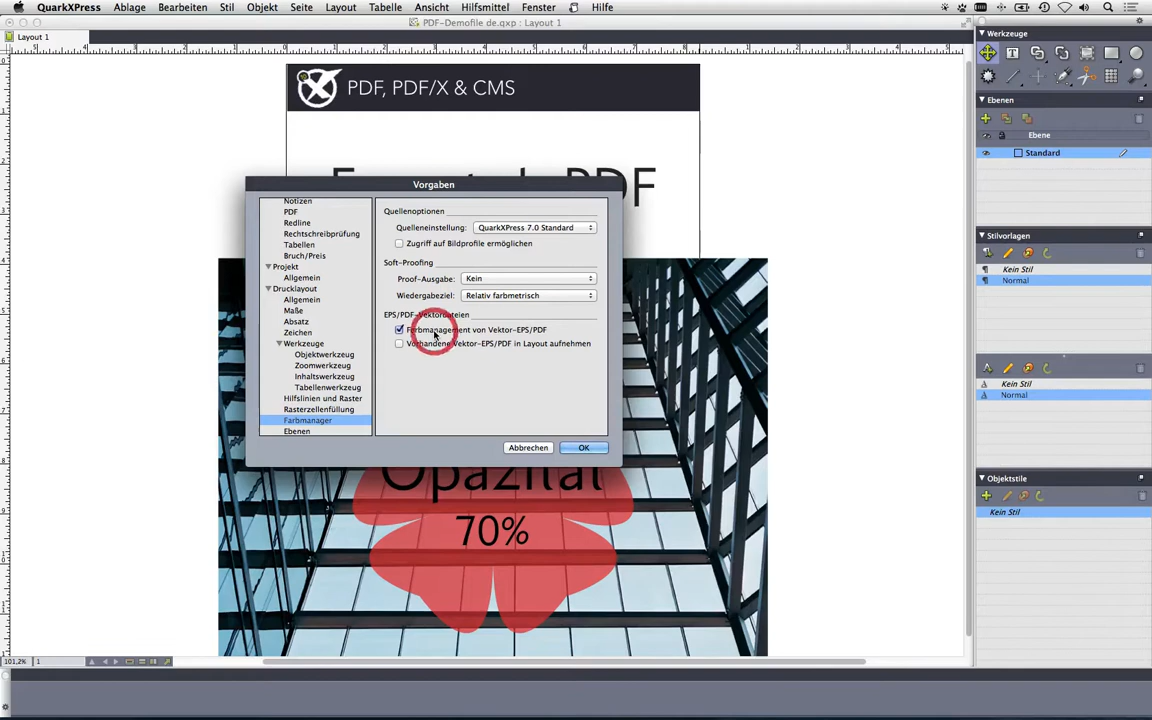 QuarkXPress Ablage Bearbeiten Stil Objekt Seite Layout Tabelle Ansicht Hilfsmittel Fenster Hilfe
PDF-Demofile de.qxp : Layout 1
Layout 1
PDF, PDF/X & CMS
Vorgaben
Notizen
PDF
Redline
Rechtschreibprüfung
Tabellen
Bruch/Preis
Projekt
Allgemein
Drucklayout
Allgemein
Maße
Absatz
Zeichen
Werkzeuge
Objektwerkzeug
Zoomwerkzeug
Inhaltswerkzeug
Tabellenwerkzeug
Hilfslinien und Raster
Rasterzellenfüllung
Farbmanager
Ebenen
Quellenoptionen
Quelleneinstellung: QuarkXPress 7.0 Standard
Zugriff auf Bildprofile ermöglichen
Soft-Proofing
Proof-Ausgabe: Kein
Wiedergabeziel: Relativ farbmetrisch
EPS/PDF-Vektordateien
Farbmanagement von Vektor-EPS/PDF
Vorhandene Vektor-EPS/PDF in Layout aufnehmen
Abbrechen OK
PDF
Opazität
70%
Werkzeuge
Ebenen
Ebene
Standard
Stilvorlagen
Kein Stil
Normal
Kein Stil
Normal
Objektstile
Kein Stil
101,2% 1